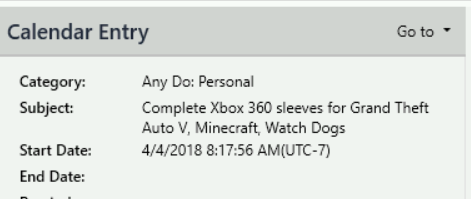 Calendar Entry Go to
Category: Any Do: Personal
Subject: Complete Xbox 360 sleeves for Grand Theft
Auto V, Minecraft, Watch Dogs
Start Date: 4/4/2018 8:17:56 AM(UTC-7)
End Date: